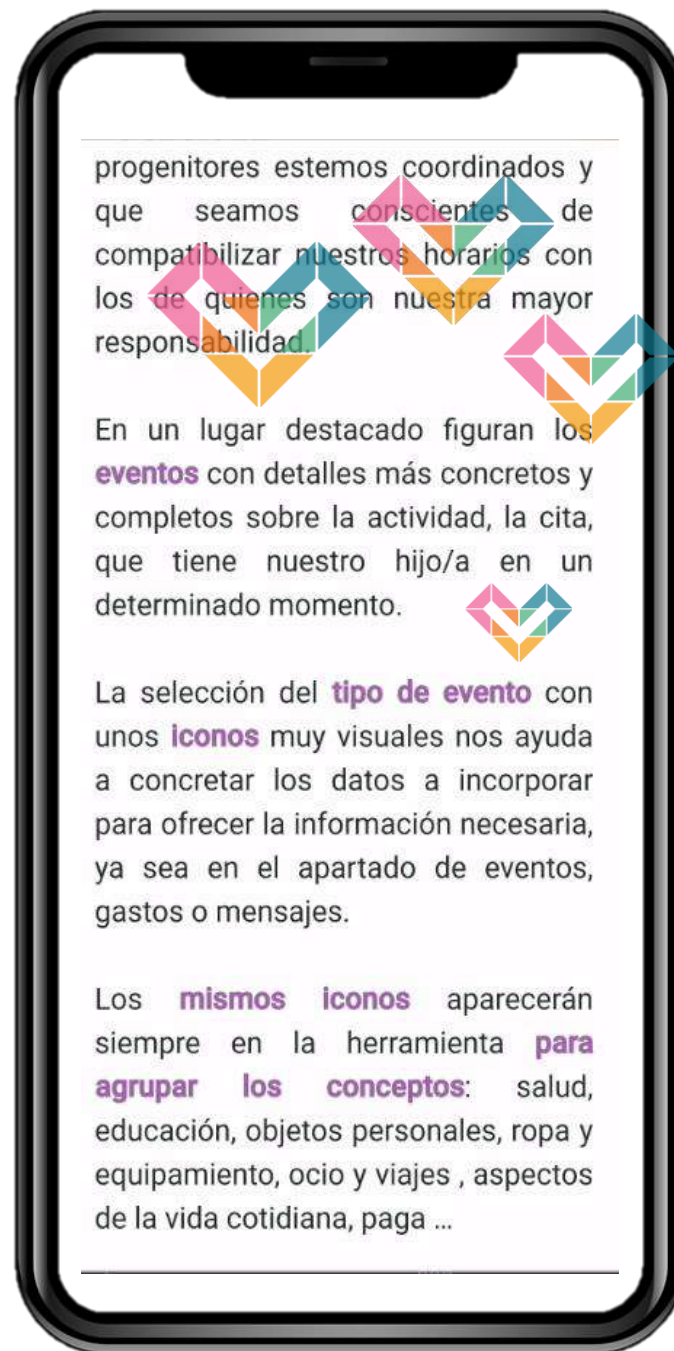 progenitores estemos coordinados y
que seamos conscientes de
compatibilizar nuestros horarios con
los de quienes son nuestra mayor
responsabilidad.
En un lugar destacado figuran los
eventos con detalles más concretos y
completos sobre la actividad, la cita,
que tiene nuestro hijo/a en un
determinado momento.
La selección del tipo de evento con
unos iconos muy visuales nos ayuda
a concretar los datos a incorporar
para ofrecer la información necesaria,
ya sea en el apartado de eventos,
gastos o mensajes.
Los mismos iconos aparecerán
siempre en la herramienta para
agrupar los conceptos: salud,
educación, objetos personales, ropa y
equipamiento, ocio y viajes , aspectos
de la vida cotidiana, paga ...